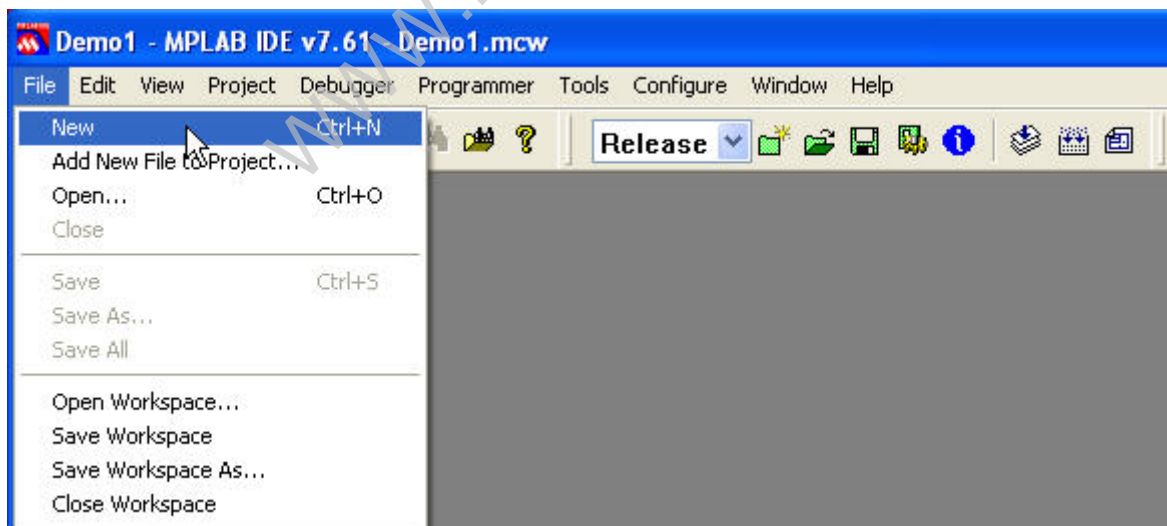 Demo1 - MPLAB IDE v7.61 - Demo1.mcw
File Edit View Project Debugger Programmer Tools Configure Window Help
Release
New Ctrl+N
Add New File to Project...
Open... Ctrl+O
Close
Save Ctrl+S
Save As...
Save All
Open Workspace...
Save Workspace
Save Workspace As...
Close Workspace
www.